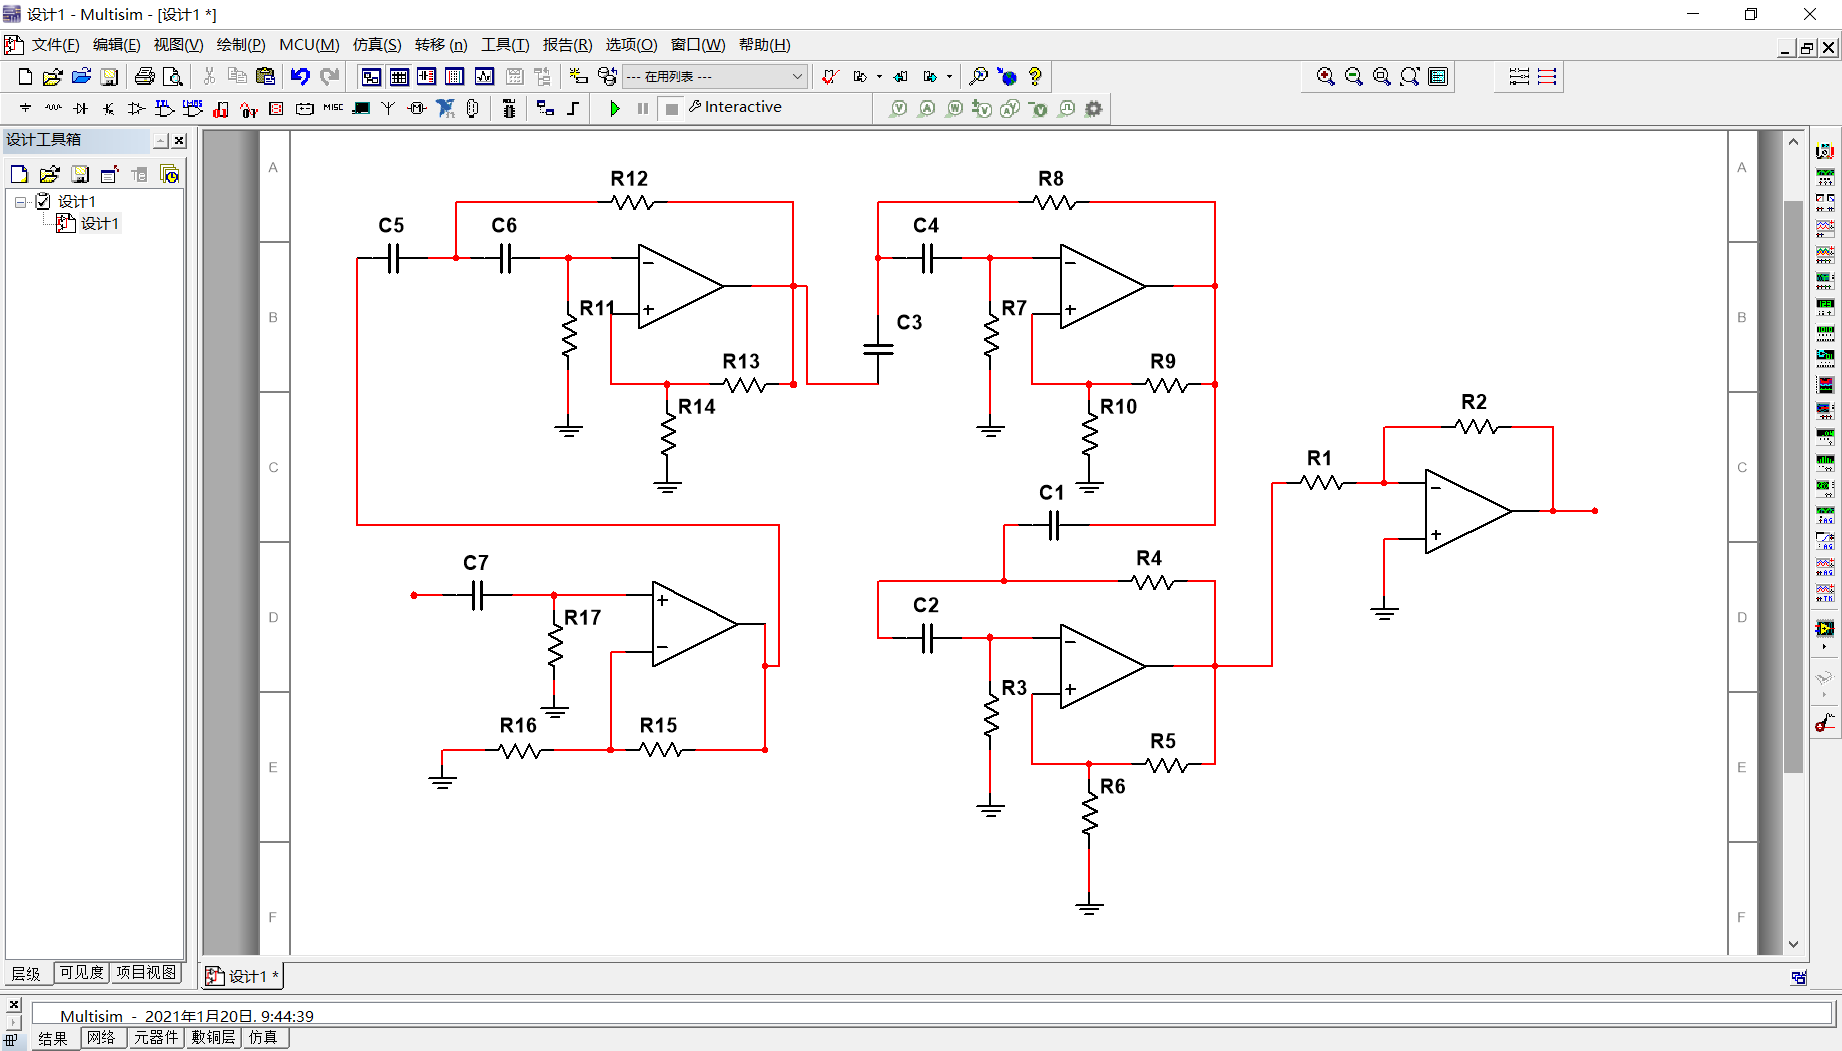 设计1 - Multisim - [设计1 *]
文件(F) 编辑(E) 视图(V) 绘制(P) MCU(M) 仿真(S) 转移 (n) 工具(T) 报告(R) 选项(O) 窗口(W) 帮助(H)
--- 在用列表 ---
MISC Interactive
设计工具箱
设计1
设计1
A A
B B
C C
D D
E E
F F
R12 R8
C5 C6 C4
R11 R7 C3
R13 R9
R14 R10
R2
R1
C1
C7 R4
R17 C2
R3
R16 R15 R5
R6
层级 可见度 项目视图
设计1 *
Multisim - 2021年1月20日, 9:44:39
结果 网络 元器件 敷铜层 仿真